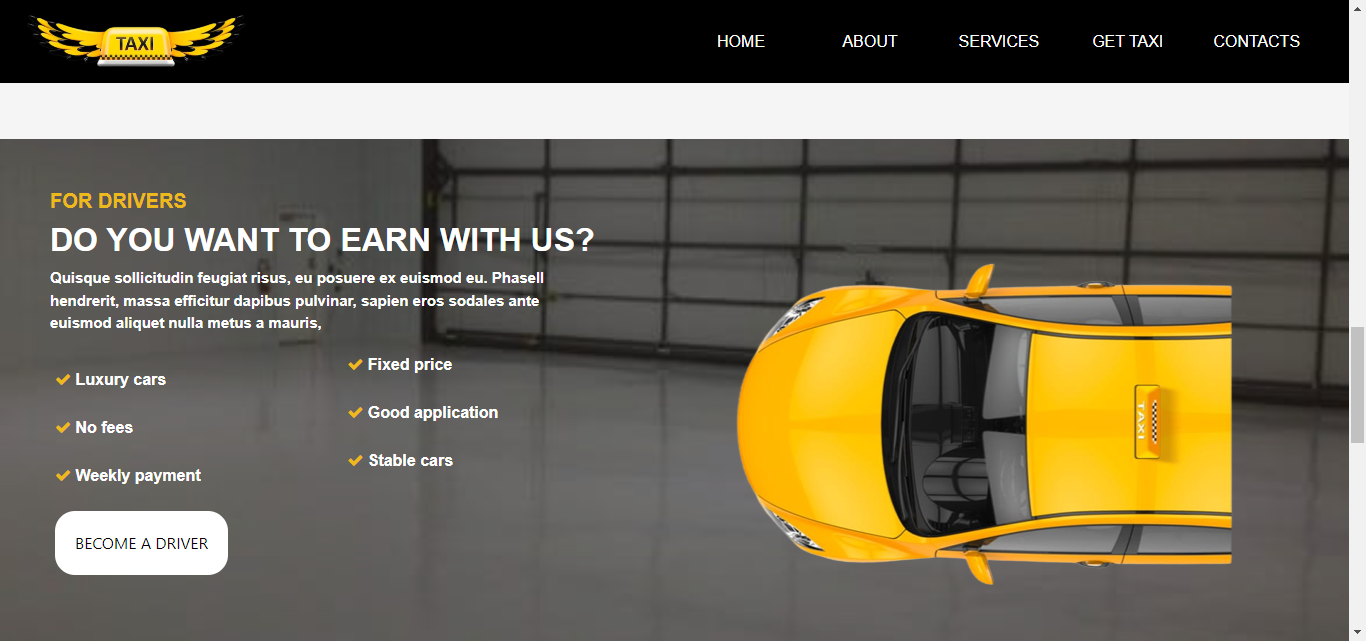 TAXI
HOME ABOUT SERVICES GET TAXI CONTACTS
FOR DRIVERS
DO YOU WANT TO EARN WITH US?
Quisque sollicitudin feugiat risus, eu posuere ex euismod eu. Phasell
hendrerit, massa efficitur dapibus pulvinar, sapien eros sodales ante
euismod aliquet nulla metus a mauris,
Luxury cars
No fees
Weekly payment
Fixed price
Good application
Stable cars
BECOME A DRIVER
TAXI